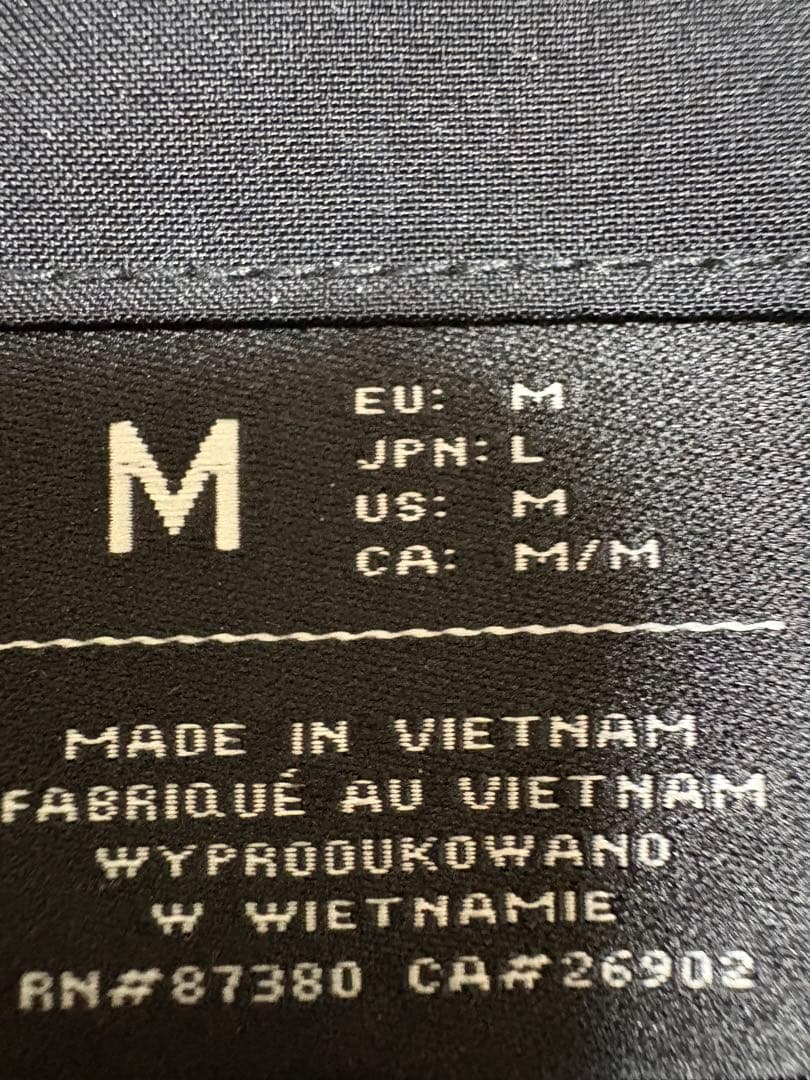 M
EU: M
JPN: L
US: M
CA: M/M
MADE IN VIETNAM
FABRIQUÉ AU VIETNAM
WYPRODUKOWANO
W WIETNAMIE
RN#87380 CA#26902